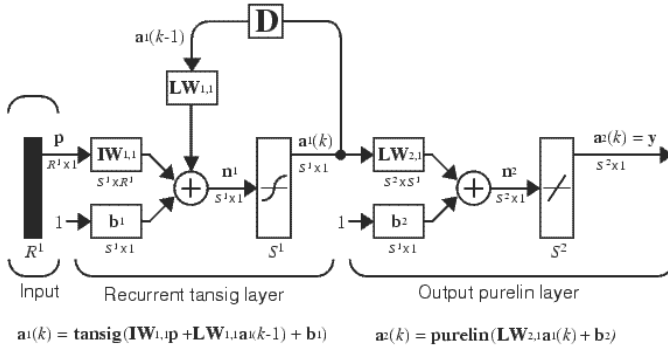 D
a1(k-1)
LW1,1
p
R1x1
IW1,1
S1xR1
n1
S1x1
a1(k)
S1x1
LW2,1
S2xS1
n2
S2x1
a2(k) = y
S2x1
1
b1
S1x1
1
b2
S1x1
R1
S1
S2
Input
Recurrent tansig layer
Output purelin layer
a1(k) = tansig(IW1,1p +LW1,1a1(k-1) + b1)
a2(k) = purelin(LW2,1a1(k) + b2)